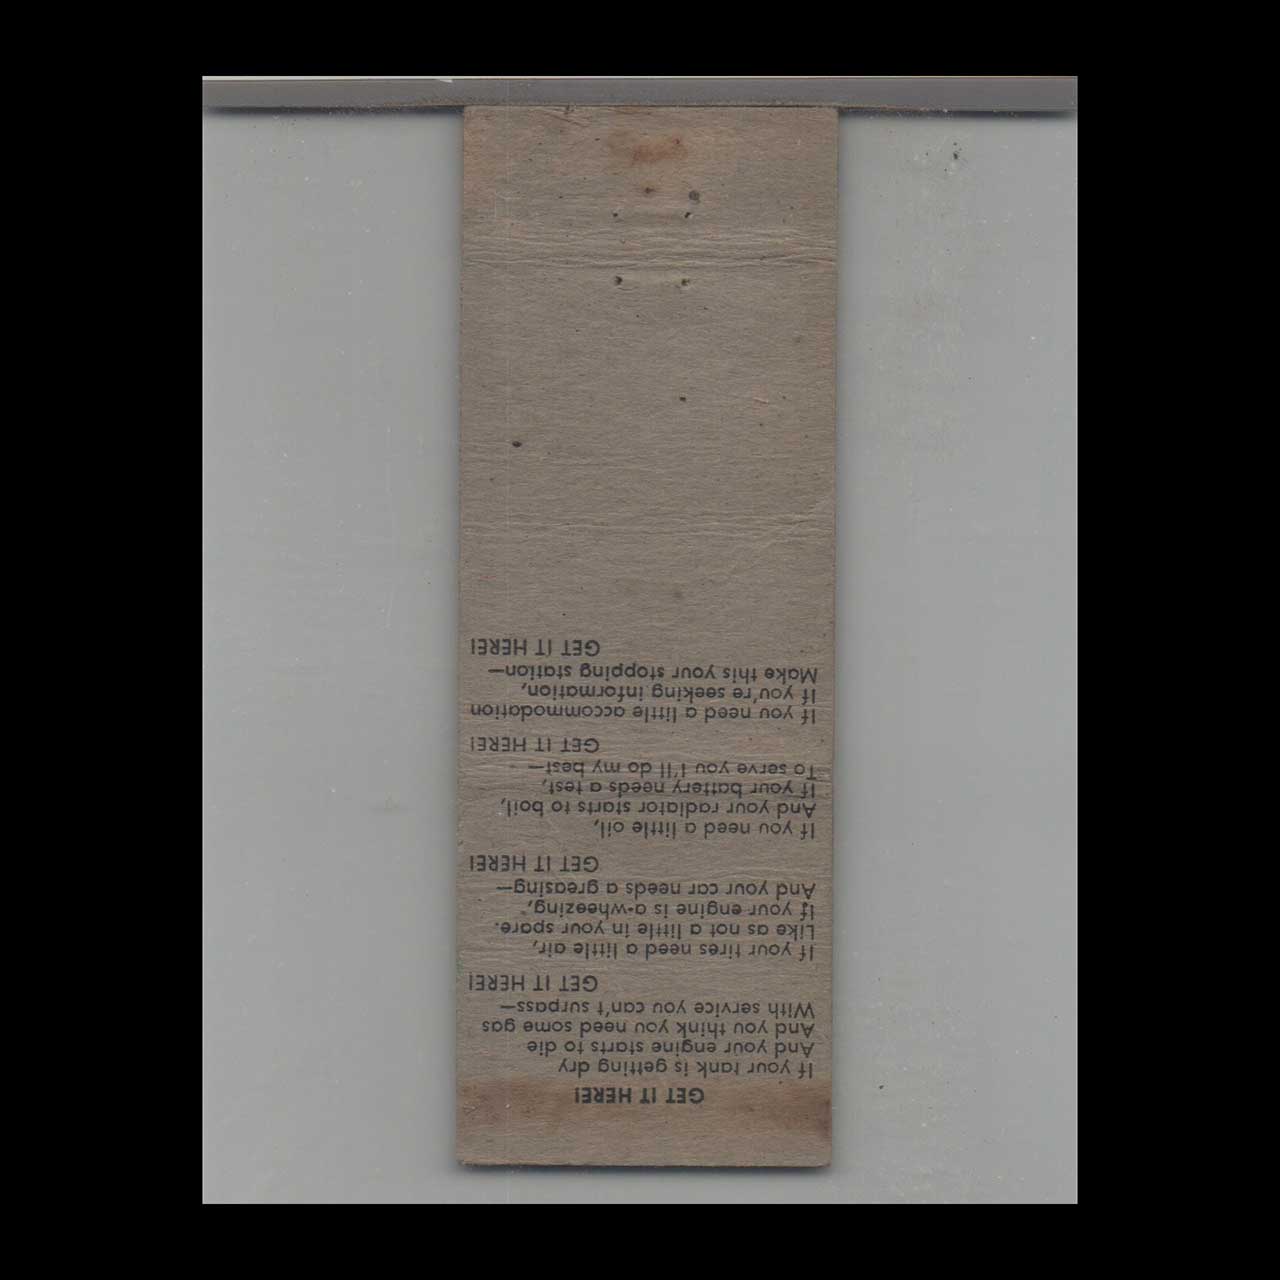 GET IT HERE!
If your tank is getting dry
And your engine starts to die
And you think you need some gas
With service you can't surpass—
GET IT HERE!
If your tires need a little air,
Like as not a little in your spare.
If your engine is a-wheezing,
And your car needs a greasing—
GET IT HERE!
If you need a little oil,
And your radiator starts to boil,
If your battery needs a test,
To serve you I'll do my best—
GET IT HERE!
If you need a little accommodation
If you're seeking information,
Make this your stopping station—
GET IT HERE!